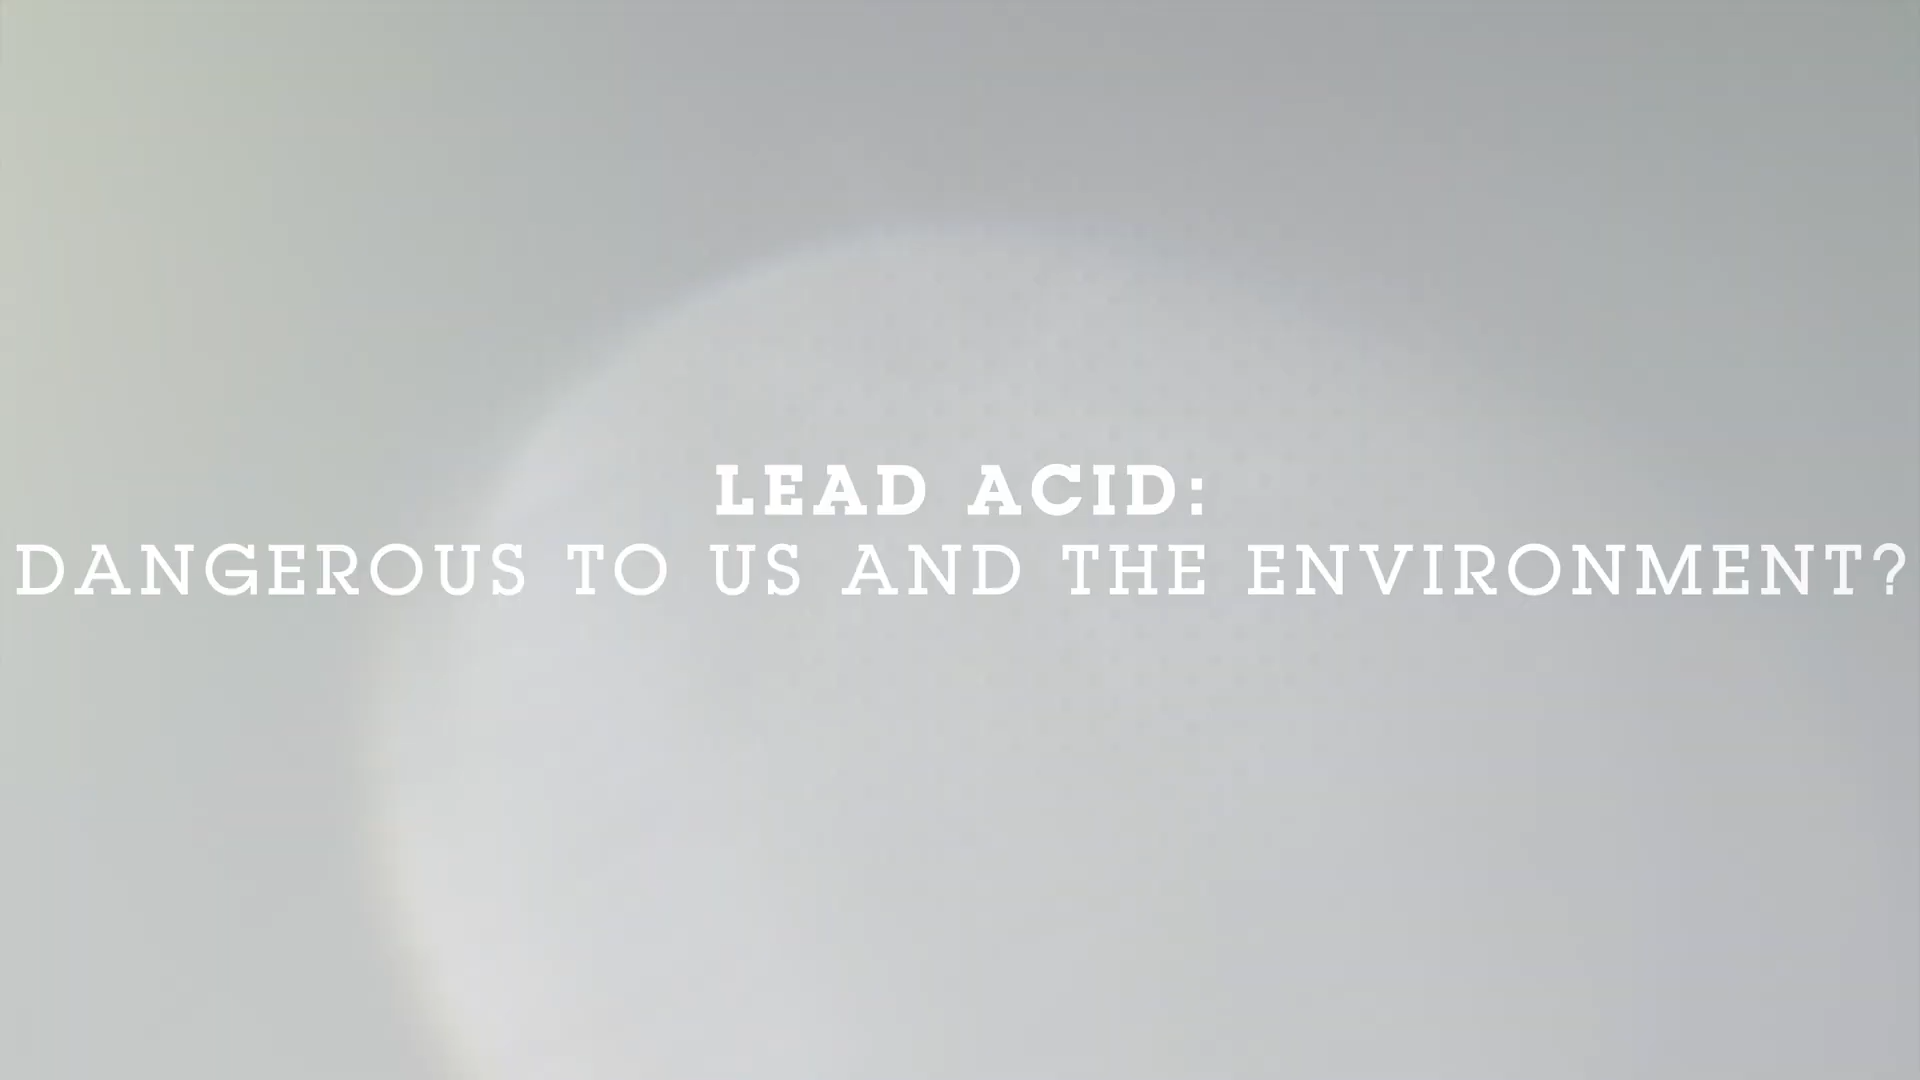 LEAD ACID:
DANGEROUS TO US AND THE ENVIRONMENT?